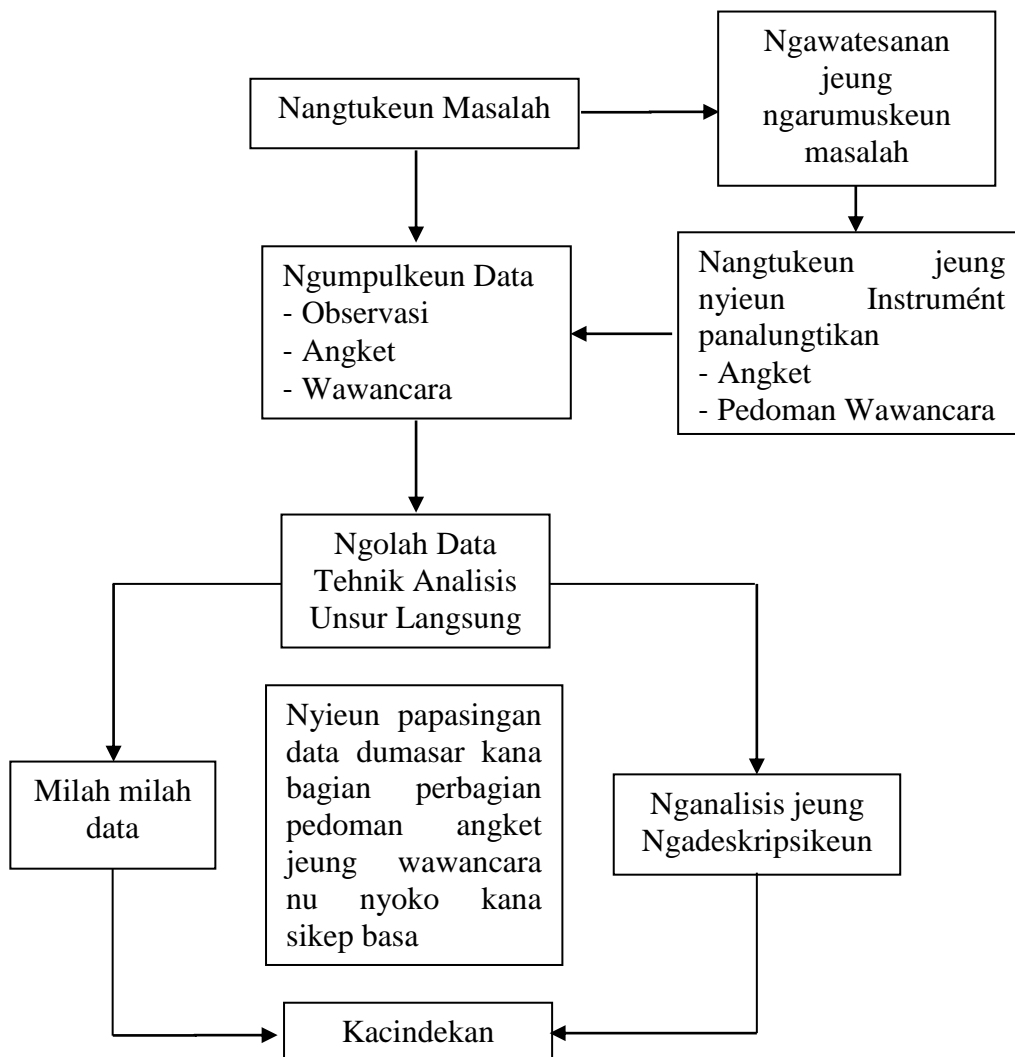 Ngawatesanan
jeung
ngarumuskeun
masalah
Nangtukeun Masalah
Ngumpulkeun Data
- Observasi
- Angket
- Wawancara
Nangtukeun jeung
nyieun Instrumént
panalungtikan
- Angket
- Pedoman Wawancara
Ngolah Data
Tehnik Analisis
Unsur Langsung
Nyieun papasingan
data dumasar kana
bagian perbagian
pedoman angket
jeung wawancara
nu nyoko kana
sikep basa
Milah milah
data
Nganalisis jeung
Ngadeskripsikeun
Kacindekan